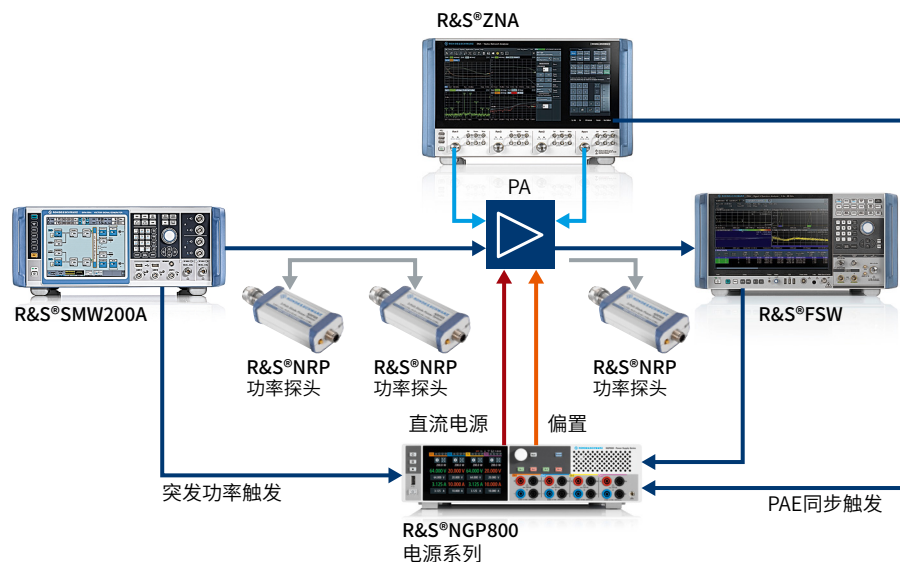 R&S®ZNA
PA
R&S®SMW200A
R&S®FSW
R&S®NRP
功率探头
R&S®NRP
功率探头
R&S®NRP
功率探头
直流电源
偏置
突发功率触发
PAE同步触发
R&S®NGP800
电源系列